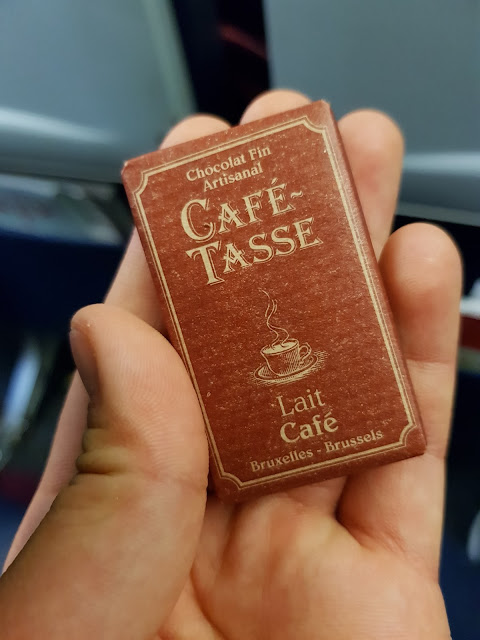 Chocolat Fin
Artisanal
CAFÉ-
TASSE
Lait
Café
Bruxelles - Brussels